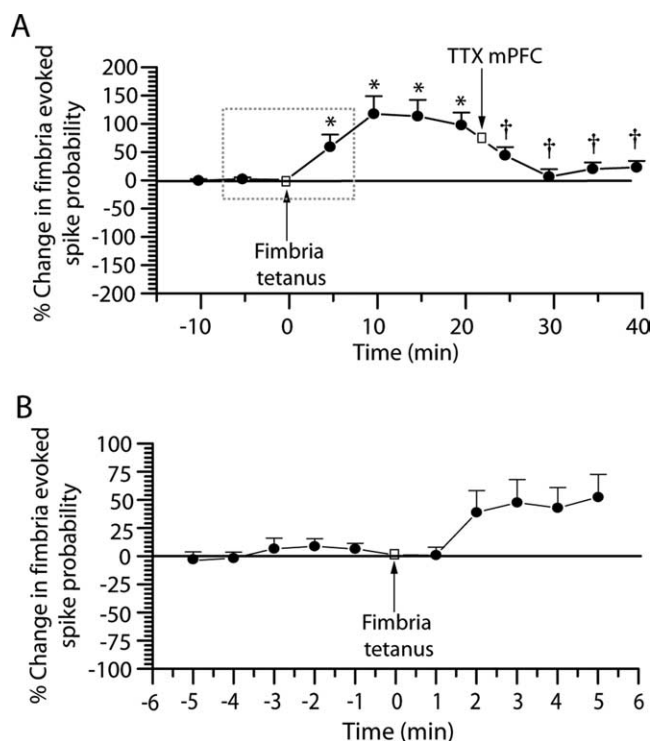 A
% Change in fimbria evoked
spike probability
200
150
100
50
0
-50
-100
-150
-200
* * * * † † † †
TTX mPFC
Fimbria
tetanus
-10 0 10 20 30 40
Time (min)
B
% Change in fimbria evoked
spike probability
100
75
50
25
0
-25
-50
-75
-100
Fimbria
tetanus
-6 -5 -4 -3 -2 -1 0 1 2 3 4 5 6
Time (min)